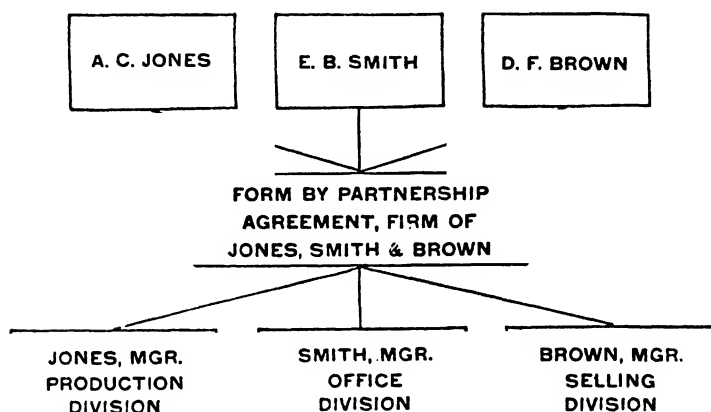 A. C. JONES
E. B. SMITH
D. F. BROWN
FORM BY PARTNERSHIP
AGREEMENT, FIRM OF
JONES, SMITH & BROWN
JONES, MGR.
PRODUCTION
DIVISION
SMITH, MGR.
OFFICE
DIVISION
BROWN, MGR.
SELLING
DIVISION